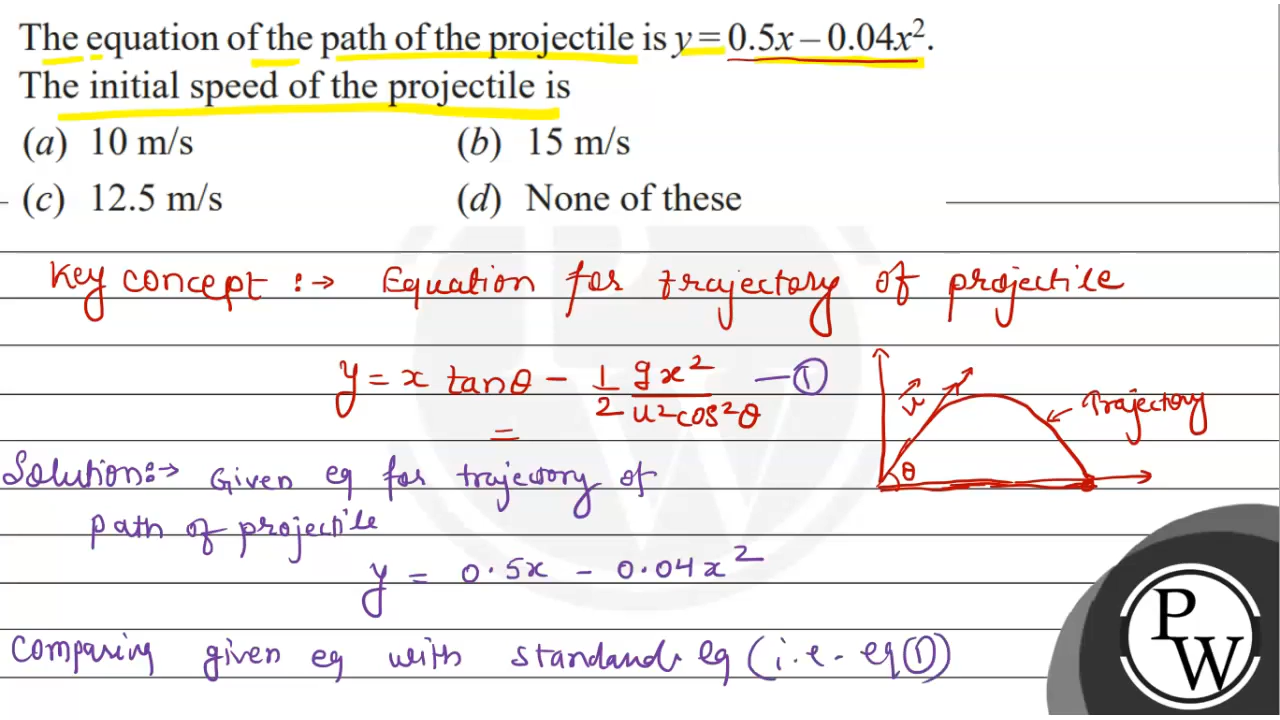 The equation of the path of the projectile is y = 0.5x – 0.04x².
The initial speed of the projectile is
(a) 10 m/s (b) 15 m/s
(c) 12.5 m/s (d) None of these
Key concept :→ Equation for trajectory of projectile
y = x tanθ – 1/2 gx²/u²cos²θ —①
u
θ
Trajectory
Solution:→ Given eq for trajectory of
path of projectile
y = 0.5x – 0.04x²
Comparing given eq with standard eq (i.e. eq①)
P
W